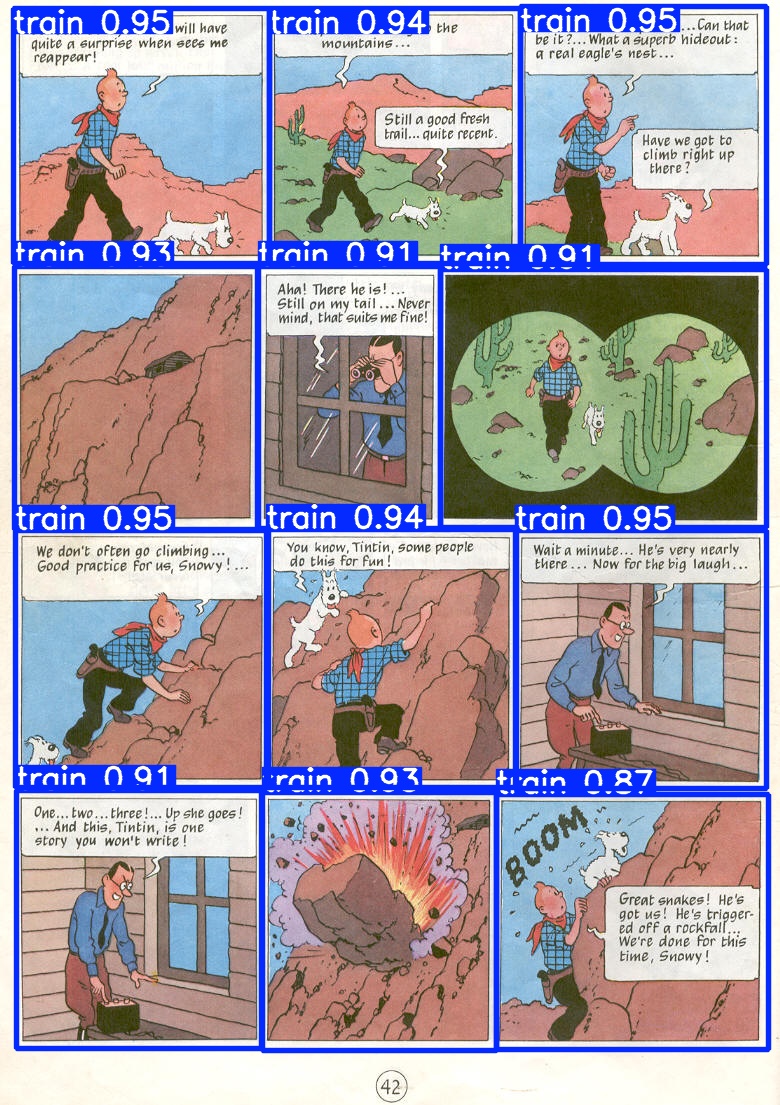 train 0.95
will have
quite a surprise when sees me
reappear!
train 0.94
the
mountains...
Still a good fresh
trail... quite recent.
train 0.95
...Can that
be it?... What a superb hideout:
a real eagle's nest...
Have we got to
climb right up
there?
train 0.93
train 0.91
Aha! There he is! ...
Still on my tail ... Never
mind, that suits me fine!
train 0.91
train 0.95
We don't often go climbing...
Good practice for us, Snowy! ...
train 0.94
You know, Tintin, some people
do this for fun!
train 0.95
Wait a minute... He's very nearly
there ... Now for the big laugh...
train 0.91
One...two...three!... Up she goes!
... And this, Tintin, is one
story you won't write!
train 0.93
train 0.87
BOOM
Great snakes! He's
got us! He's trigger-
ed off a rockfall...
We're done for this
time, Snowy!
42